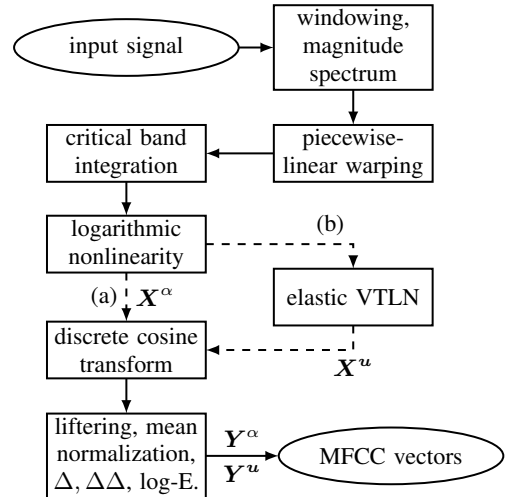 input signal
windowing,
magnitude
spectrum
critical band
integration
piecewise-
linear warping
logarithmic
nonlinearity
(b)
(a)
X^α
elastic VTLN
discrete cosine
transform
X^u
liftering, mean
normalization,
Δ, ΔΔ, log-E.
Y^α
Y^u
MFCC vectors